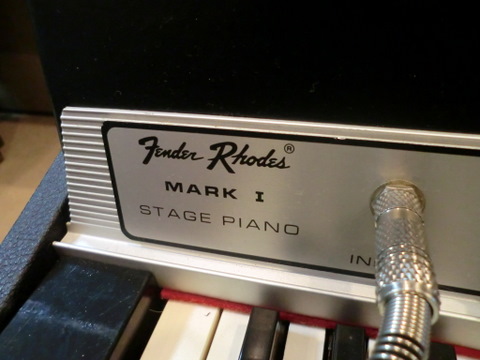 Fender Rhodes®
MARK I
STAGE PIANO